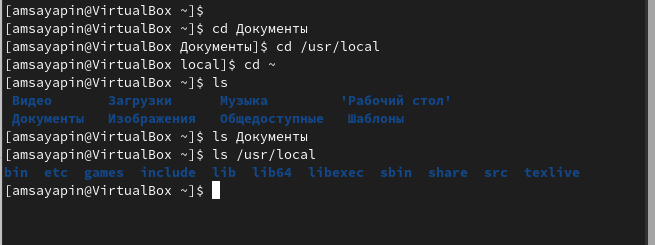 [amsayapin@VirtualBox ~]$
[amsayapin@VirtualBox ~]$ cd Документы
[amsayapin@VirtualBox Документы]$ cd /usr/local
[amsayapin@VirtualBox local]$ cd ~
[amsayapin@VirtualBox ~]$ ls
Видео Загрузки Музыка 'Рабочий стол'
Документы Изображения Общедоступные Шаблоны
[amsayapin@VirtualBox ~]$ ls Документы
[amsayapin@VirtualBox ~]$ ls /usr/local
bin etc games include lib lib64 libexec sbin share src texlive
[amsayapin@VirtualBox ~]$